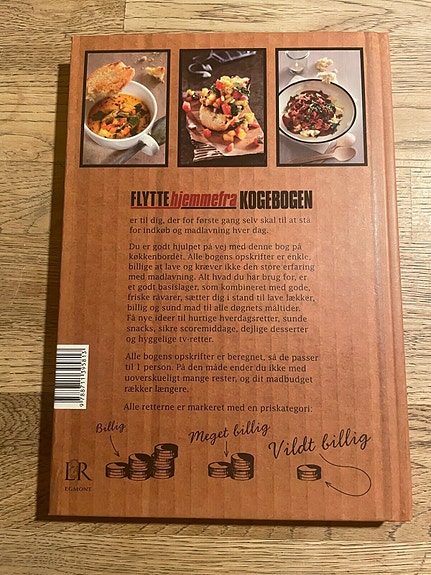 FLYTTE hjemmefra KOGEBOGEN
er til dig, der for første gang selv skal til at stå
for indkøb og madlavning hver dag.
Du er godt hjulpet på vej med denne bog på
køkkenbordet. Alle bogens opskrifter er enkle,
billige at lave og kræver ikke den store erfaring
med madlavning. Alt hvad du har brug for, er
et godt basislager, som kombineret med gode,
friske råvarer, sætter dig i stand til lave lækker,
billig og sund mad til alle døgnets måltider.
Få nye ideer til hurtige hverdagsretter, sunde
snacks, sikre scoremiddage, dejlige desserter
og hyggelige tv-retter.
Alle bogens opskrifter er beregnet, så de passer
til 1 person. På den måde ender du ikke med
uoverskueligt mange rester, og dit madbudget
rækker længere.
Alle retterne er markeret med en priskategori:
Billig
Meget billig
Vildt billig
L&R
EGMONT
9788711395813